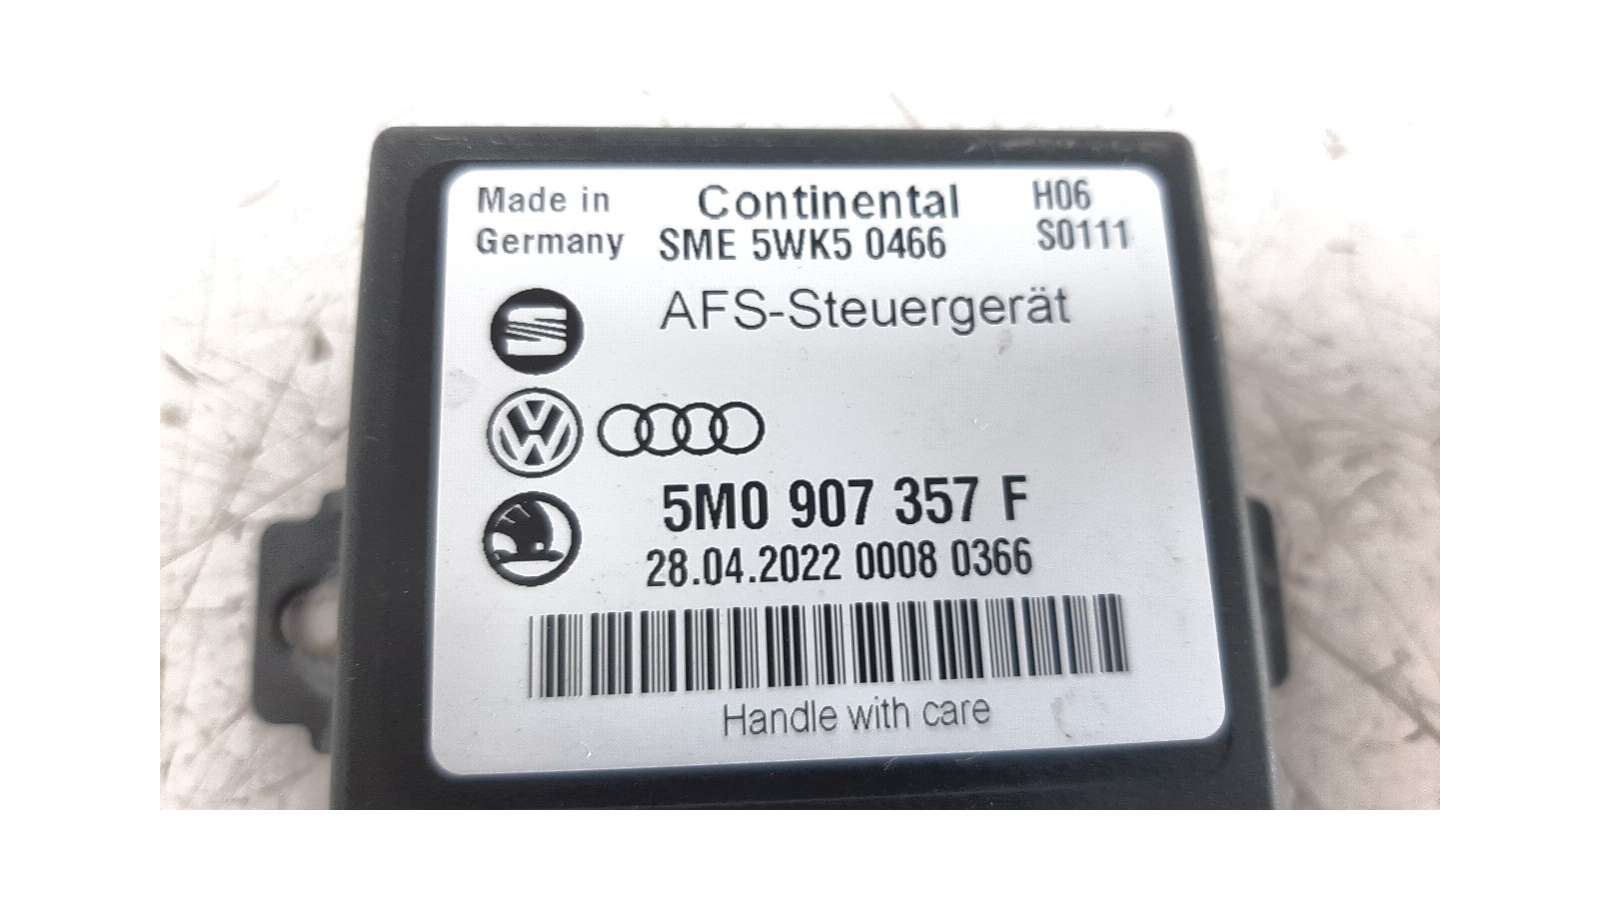 Made in Continental H06
Germany SME 5WK5 0466 S0111
AFS-Steuergerät
5M0 907 357 F
28.04.2022 0008 0366
Handle with care